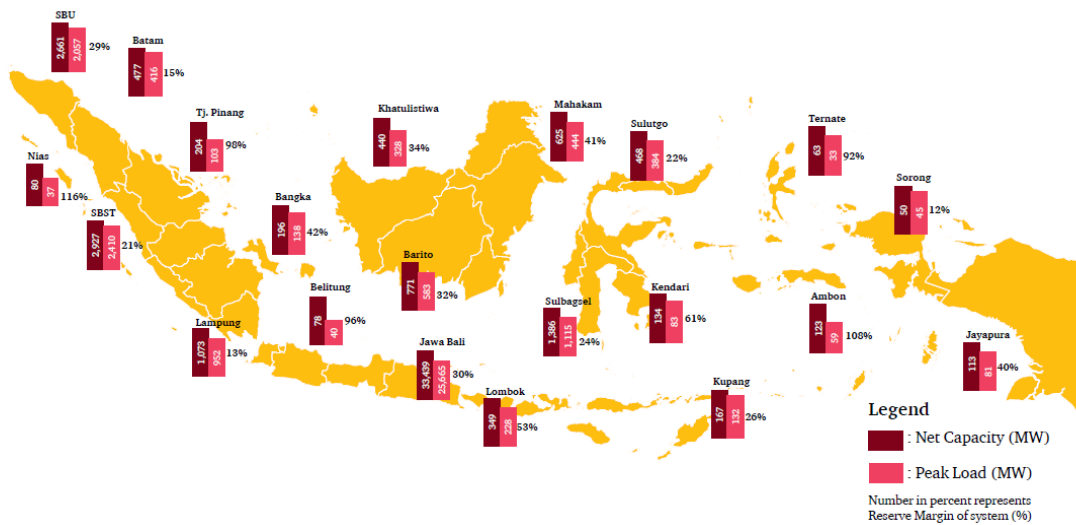 SBU
2,661
2,057
29%
Batam
477
416
15%
Tj. Pinang
204
103
98%
Nias
80
37
116%
SBST
2,927
2,410
21%
Bangka
196
138
42%
Belitung
78
40
96%
Lampung
1,073
952
13%
Khatulistiwa
440
328
34%
Barito
771
583
32%
Jawa Bali
33,439
25,665
30%
Lombok
349
228
53%
Mahakam
625
444
41%
Sulutgo
468
384
22%
Sulbagsel
1,386
1,115
24%
Kendari
134
83
61%
Kupang
167
132
26%
Ternate
63
33
92%
Sorong
50
45
12%
Ambon
123
59
108%
Jayapura
113
81
40%
Legend
: Net Capacity (MW)
: Peak Load (MW)
Number in percent represents
Reserve Margin of system (%)